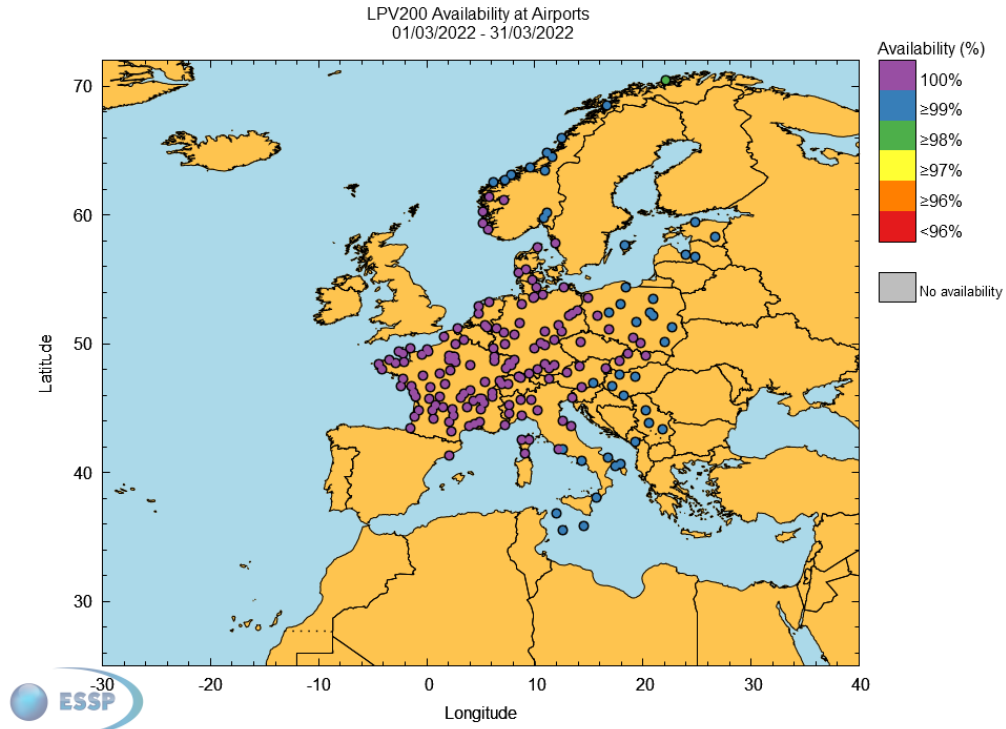 LPV200 Availability at Airports
01/03/2022 - 31/03/2022
Availability (%)
100%
≥99%
≥98%
≥97%
≥96%
<96%
No availability
70
60
50
40
30
Latitude
-30
-20
-10
0
10
20
30
40
Longitude
ESSP